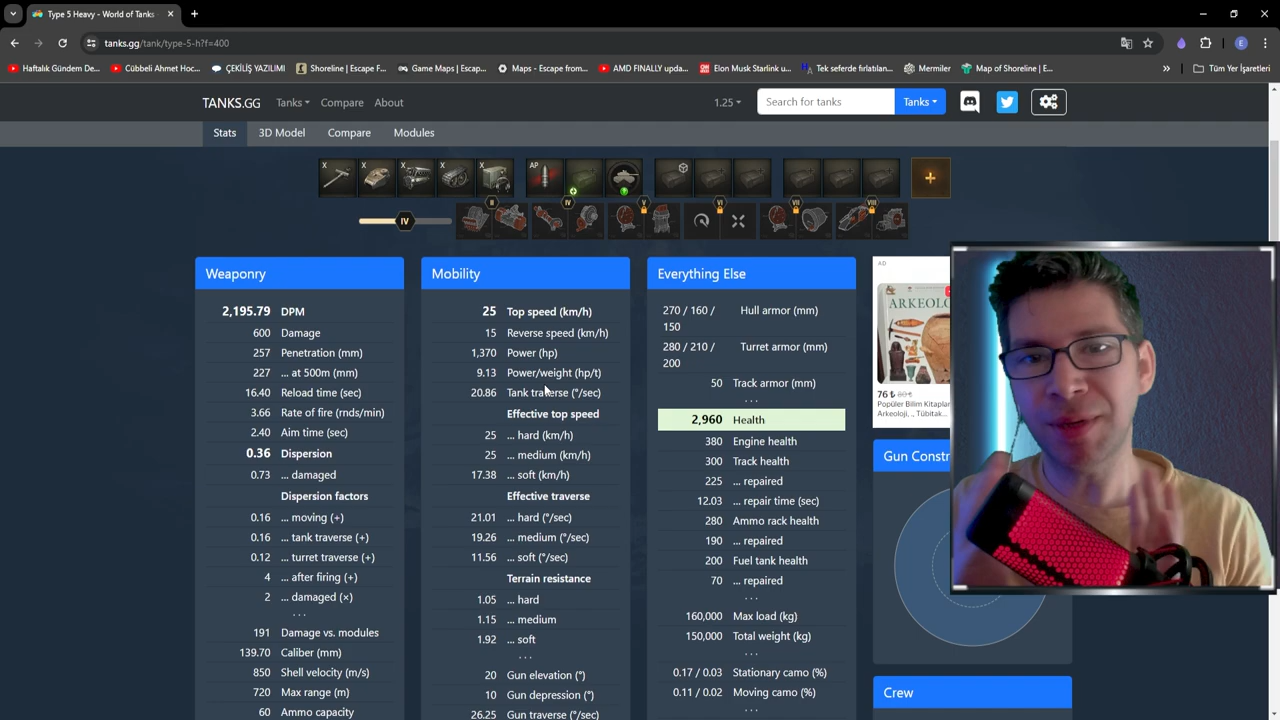 Type 5 Heavy - World of Tanks
tanks.gg/tank/type-5-h?f=400
E
Haftalık Gündem De...
Cübbeli Ahmet Hoc...
ÇEKİLİŞ YAZILIMI
Shoreline | Escape F...
Game Maps | Escap...
Maps - Escape from...
AMD FINALLY upda...
Elon Musk Starlink u...
Tek seferde fırlatılan...
Mermiler
Map of Shoreline | E...
Tüm Yer İşaretleri
TANKS.GG
Tanks
Compare
About
1.25
Search for tanks
Tanks
Stats
3D Model
Compare
Modules
X X X X X AP
IV II IV V VI VII VIII
Weaponry
2,195.79 DPM
600 Damage
257 Penetration (mm)
227 ... at 500m (mm)
16.40 Reload time (sec)
3.66 Rate of fire (rnds/min)
2.40 Aim time (sec)
0.36 Dispersion
0.73 ... damaged
Dispersion factors
0.16 ... moving (+)
0.16 ... tank traverse (+)
0.12 ... turret traverse (+)
4 ... after firing (+)
2 ... damaged (×)
...
191 Damage vs. modules
139.70 Caliber (mm)
850 Shell velocity (m/s)
720 Max range (m)
60 Ammo capacity
Mobility
25 Top speed (km/h)
15 Reverse speed (km/h)
1,370 Power (hp)
9.13 Power/weight (hp/t)
20.86 Tank traverse (°/sec)
Effective top speed
25 ... hard (km/h)
25 ... medium (km/h)
17.38 ... soft (km/h)
Effective traverse
21.01 ... hard (°/sec)
19.26 ... medium (°/sec)
11.56 ... soft (°/sec)
Terrain resistance
1.05 ... hard
1.15 ... medium
1.92 ... soft
...
20 Gun elevation (°)
10 Gun depression (°)
26.25 Gun traverse (°/sec)
Everything Else
270 / 160 / 150 Hull armor (mm)
280 / 210 / 200 Turret armor (mm)
50 Track armor (mm)
...
2,960 Health
380 Engine health
300 Track health
225 ... repaired
12.03 ... repair time (sec)
280 Ammo rack health
190 ... repaired
200 Fuel tank health
70 ... repaired
...
160,000 Max load (kg)
150,000 Total weight (kg)
...
0.17 / 0.03 Stationary camo (%)
0.11 / 0.02 Moving camo (%)
...
AD
ARKEOLOJ
76 ₺ 80 ₺
Popüler Bilim Kitapları
Arkeoloji, ., Tübitak...
Gun Constr
Crew